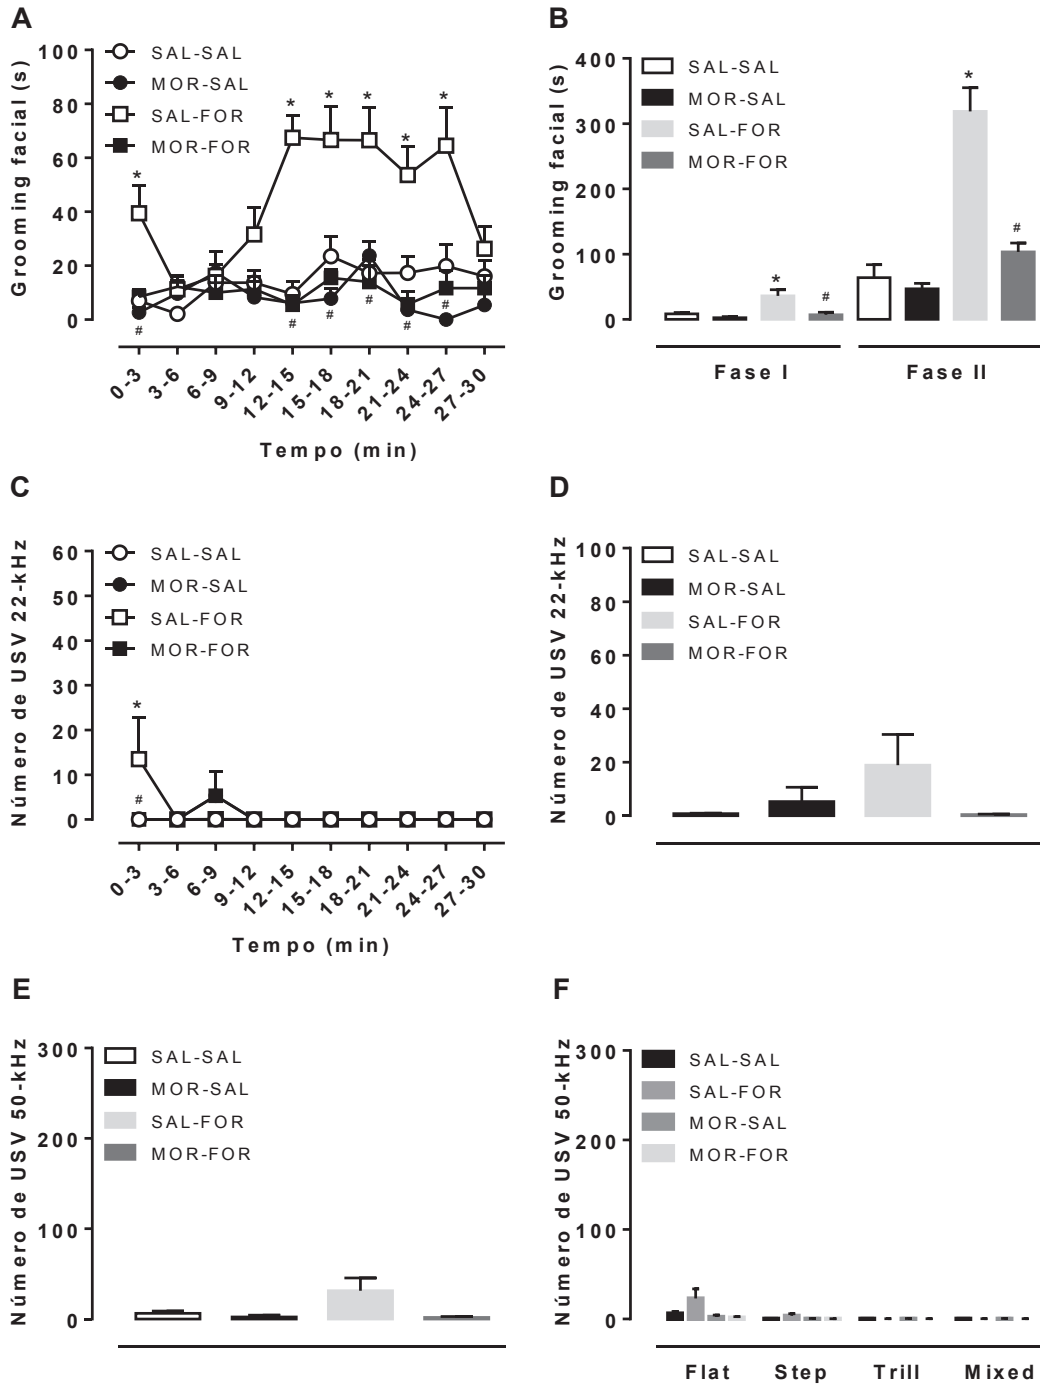 A
Grooming facial (s)
100
80
60
40
20
0
SAL-SAL
MOR-SAL
SAL-FOR
MOR-FOR
* * * * * *
# # # # # #
0-3
3-6
6-9
9-12
12-15
15-18
18-21
21-24
24-27
27-30
Tempo (min)
B
Grooming facial (s)
400
300
200
100
0
SAL-SAL
MOR-SAL
SAL-FOR
MOR-FOR
* # * #
Fase I
Fase II
C
Número de USV 22-kHz
60
50
40
30
20
10
0
SAL-SAL
MOR-SAL
SAL-FOR
MOR-FOR
*
#
0-3
3-6
6-9
9-12
12-15
15-18
18-21
21-24
24-27
27-30
Tempo (min)
D
Número de USV 22-kHz
100
80
60
40
20
0
SAL-SAL
MOR-SAL
SAL-FOR
MOR-FOR
E
Número de USV 50-kHz
300
200
100
0
SAL-SAL
MOR-SAL
SAL-FOR
MOR-FOR
F
Número de USV 50-kHz
300
200
100
0
SAL-SAL
SAL-FOR
MOR-SAL
MOR-FOR
Flat
Step
Trill
Mixed